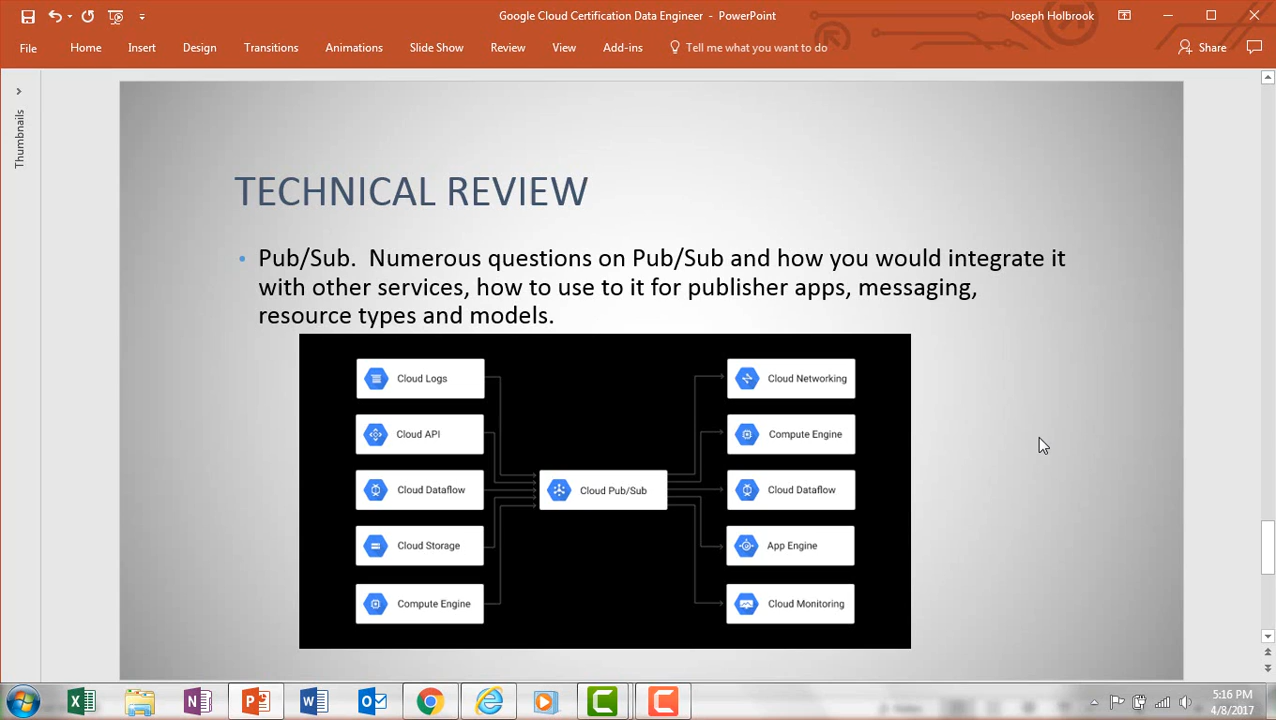 Google Cloud Certification Data Engineer - PowerPoint
Joseph Holbrook
File Home Insert Design Transitions Animations Slide Show Review View Add-ins Tell me what you want to do Share
Thumbnails
TECHNICAL REVIEW
• Pub/Sub. Numerous questions on Pub/Sub and how you would integrate it
with other services, how to use to it for publisher apps, messaging,
resource types and models.
Cloud Logs
Cloud API
Cloud Dataflow
Cloud Storage
Compute Engine
Cloud Pub/Sub
Cloud Networking
Compute Engine
Cloud Dataflow
App Engine
Cloud Monitoring
5:16 PM
4/8/2017